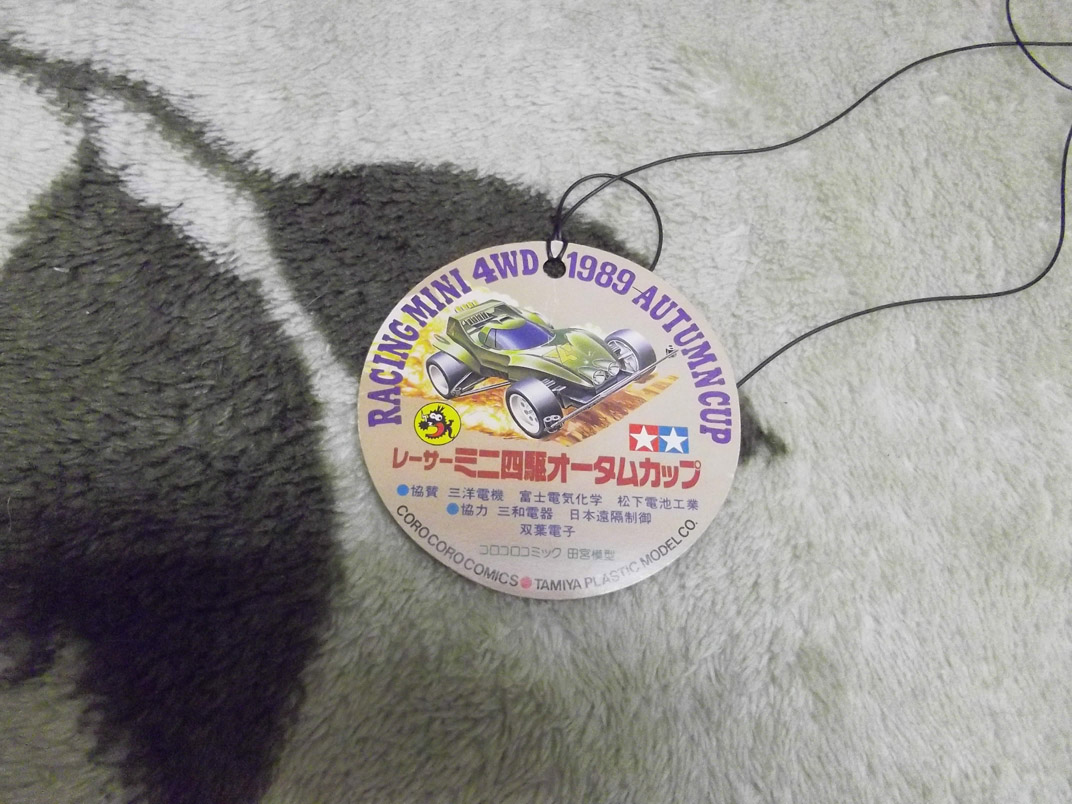 RACING MINI 4WD 1989 AUTUMN CUP
レーサーミニ四駆オータムカップ
●協賛 三洋電機 富士電気化学 松下電池工業
●協力 三和電器 日本遠隔制御
双葉電子
コロコロコミック 田宮模型
CORO CORO COMICS●TAMIYA PLASTIC MODEL CO.